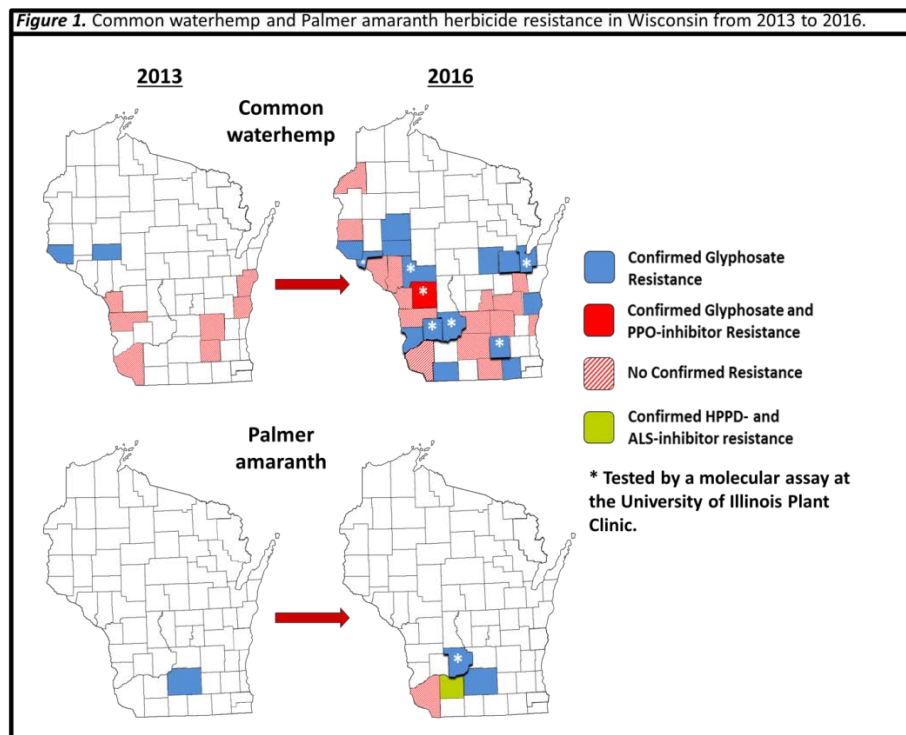 Figure 1. Common waterhemp and Palmer amaranth herbicide resistance in Wisconsin from 2013 to 2016.
2013
2016
Common
waterhemp
*
*
*
*
*
*
*
*
Confirmed Glyphosate
Resistance
Confirmed Glyphosate and
PPO-inhibitor Resistance
No Confirmed Resistance
Confirmed HPPD- and
ALS-inhibitor resistance
* Tested by a molecular assay at
the University of Illinois Plant
Clinic.
Palmer
amaranth
*